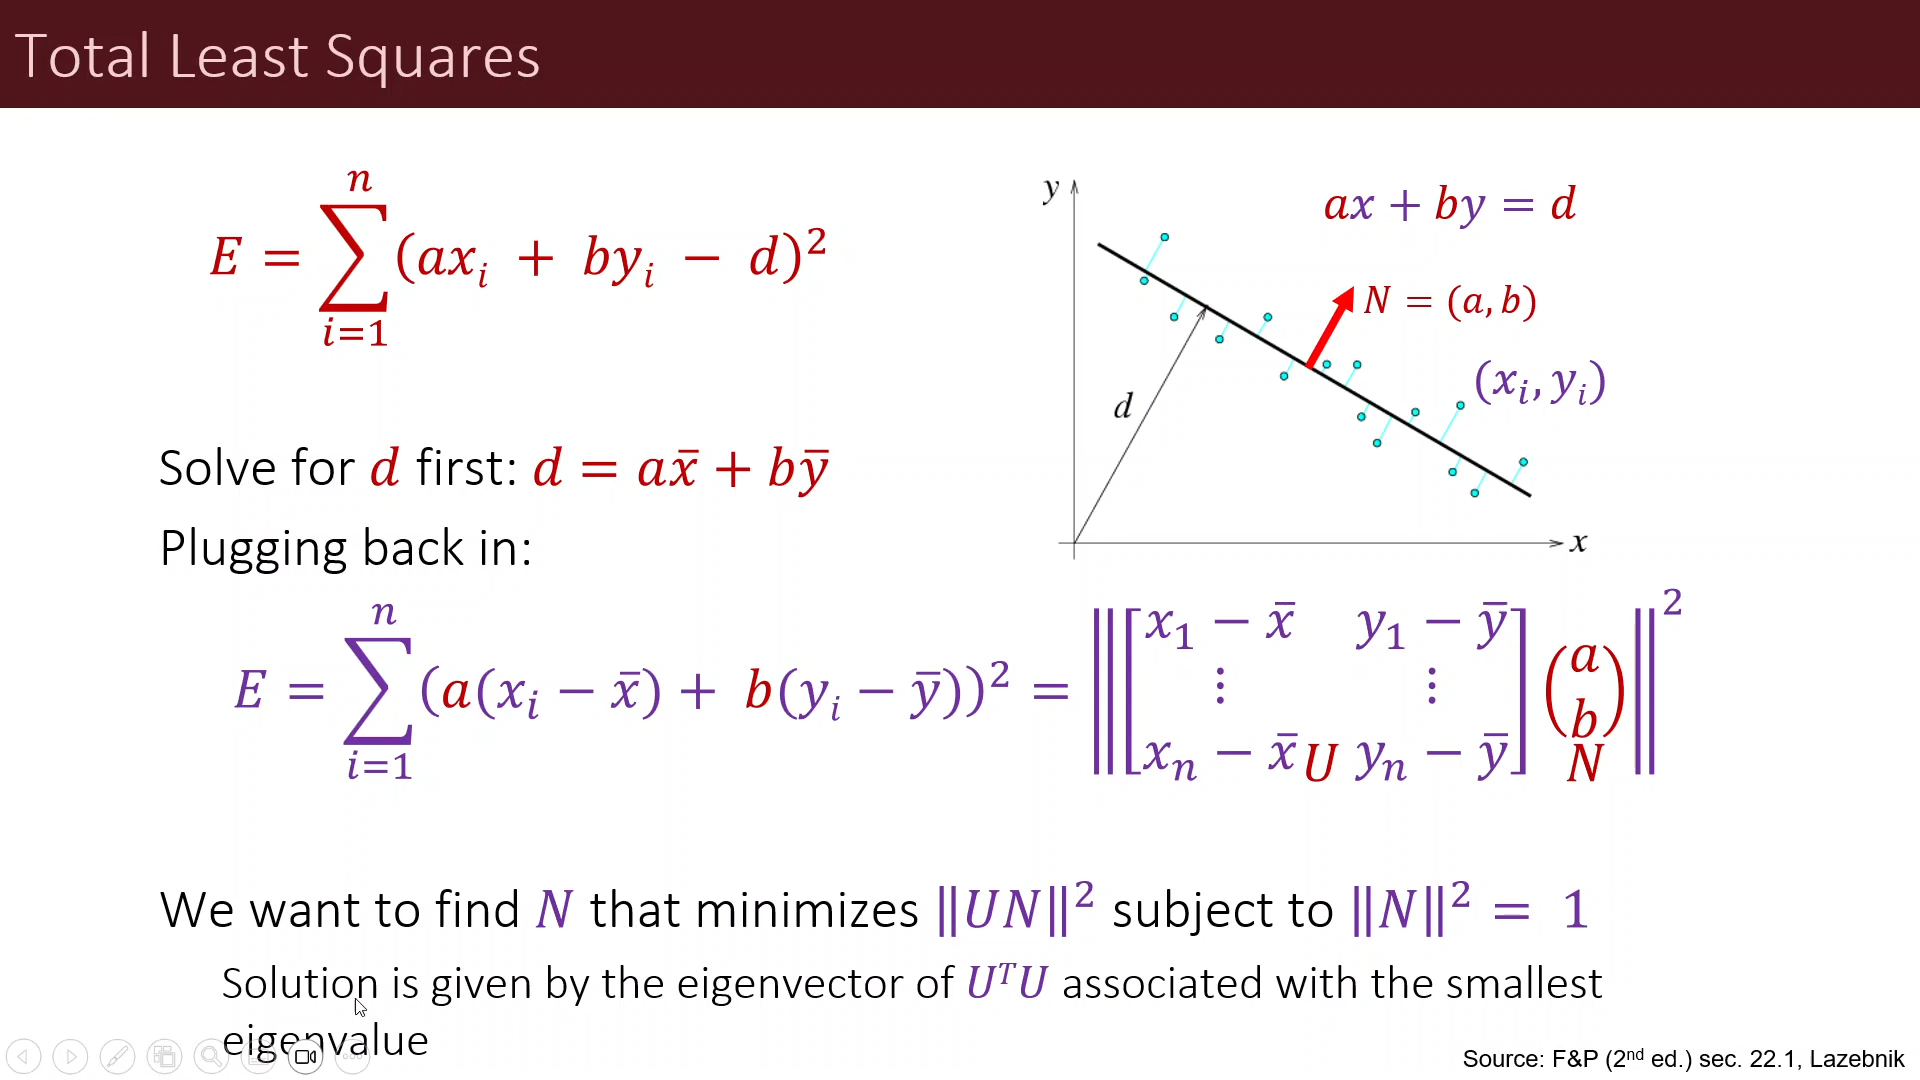 Total Least Squares
E = ∑_{i=1}^{n} (ax_i + by_i − d)²
y
ax + by = d
N = (a, b)
(x_i, y_i)
d
x
Solve for d first: d = ax̄ + bȳ
Plugging back in:
E = ∑_{i=1}^{n} (a(x_i − x̄) + b(y_i − ȳ))² = ‖[x₁ − x̄  y₁ − ȳ
⋮  ⋮
x_n − x̄  y_n − ȳ] (a
b)‖²
U N
We want to find N that minimizes ‖UN‖² subject to ‖N‖² = 1
Solution is given by the eigenvector of UᵀU associated with the smallest
eigenvalue
Source: F&P (2nd ed.) sec. 22.1, Lazebnik